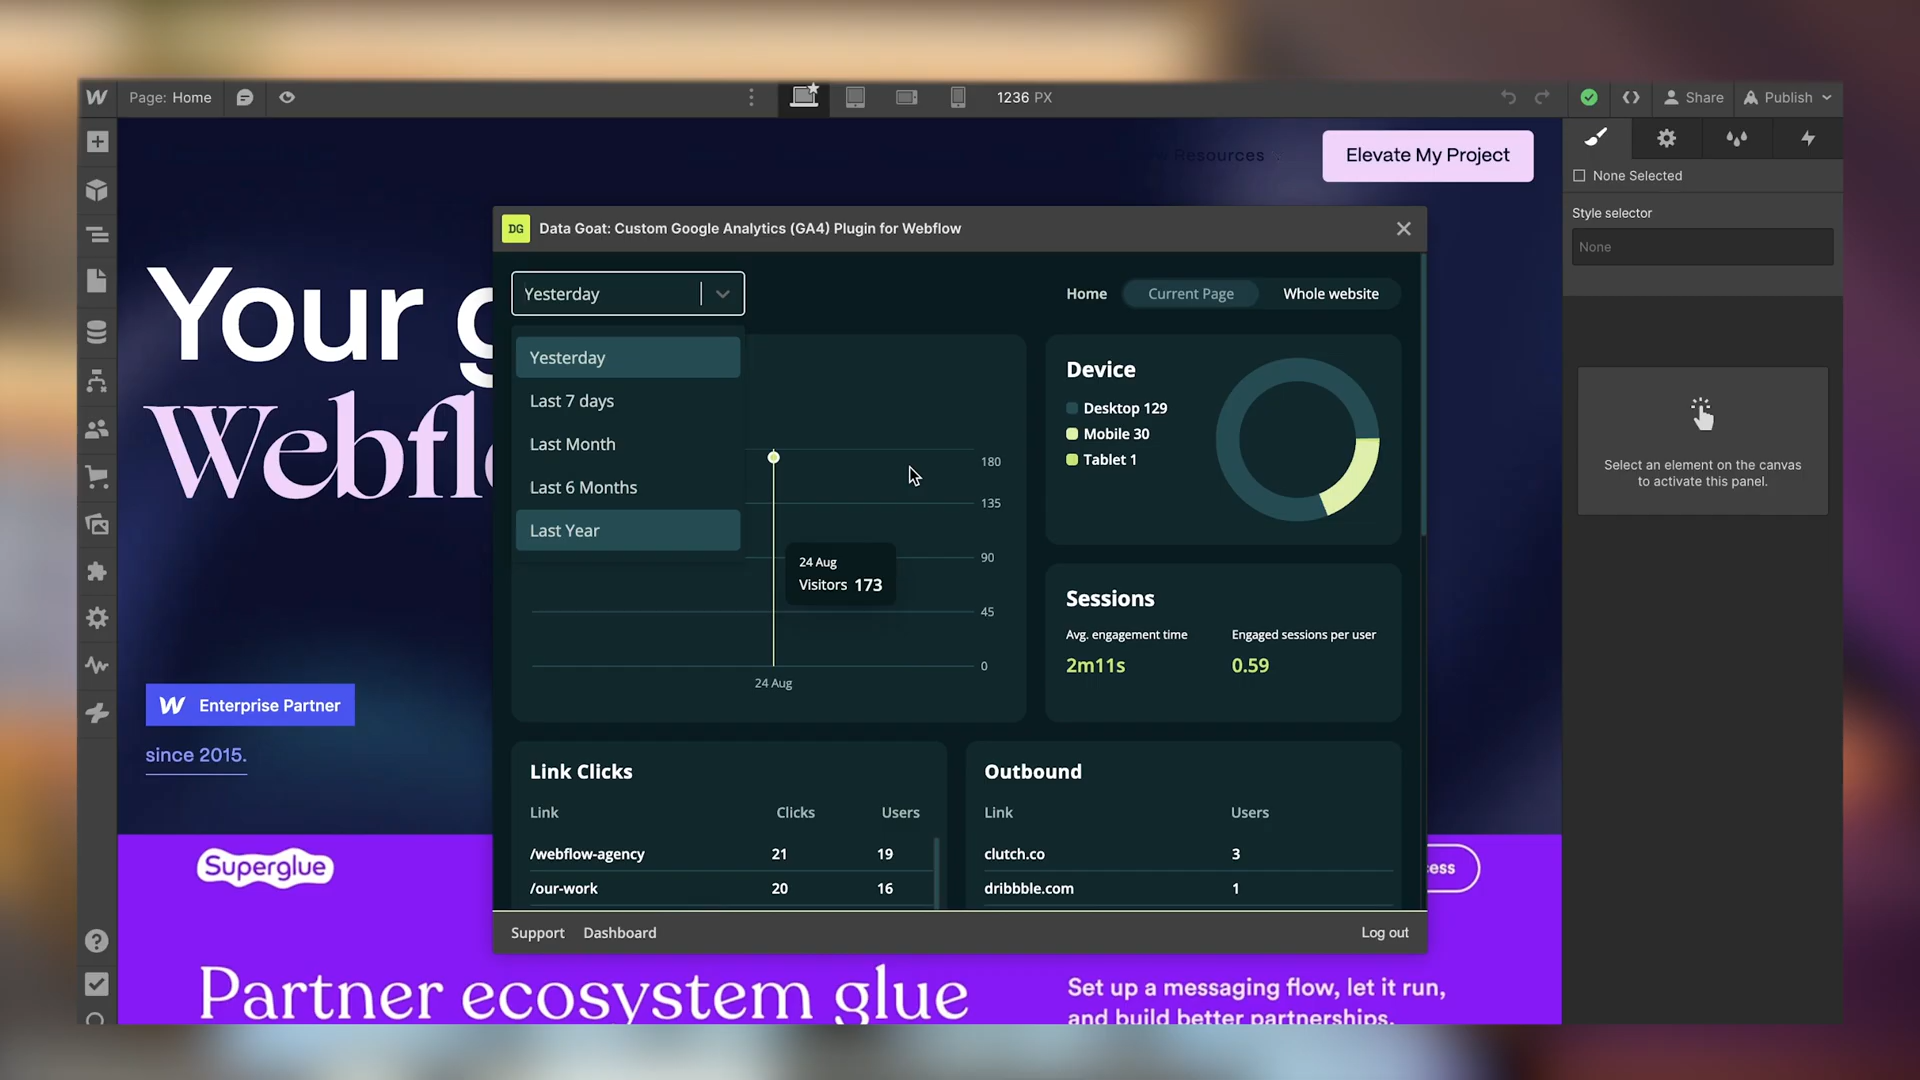 Page: Home
1236 PX
Share
Publish
Resources
Elevate My Project
None Selected
Style selector
None
Select an element on the canvas
to activate this panel.
Your g
Webfl
Enterprise Partner
since 2015.
DG
Data Goat: Custom Google Analytics (GA4) Plugin for Webflow
Yesterday
Home
Current Page
Whole website
Yesterday
Last 7 days
Last Month
Last 6 Months
Last Year
180
135
90
45
0
24 Aug
Visitors 173
24 Aug
Device
Desktop 129
Mobile 30
Tablet 1
Sessions
Avg. engagement time
Engaged sessions per user
2m11s
0.59
Link Clicks
Link Clicks Users
/webflow-agency 21 19
/our-work 20 16
Outbound
Link Users
clutch.co 3
dribbble.com 1
Support
Dashboard
Log out
Superglue
ess
Partner ecosystem glue
Set up a messaging flow, let it run,
and build better partnerships.